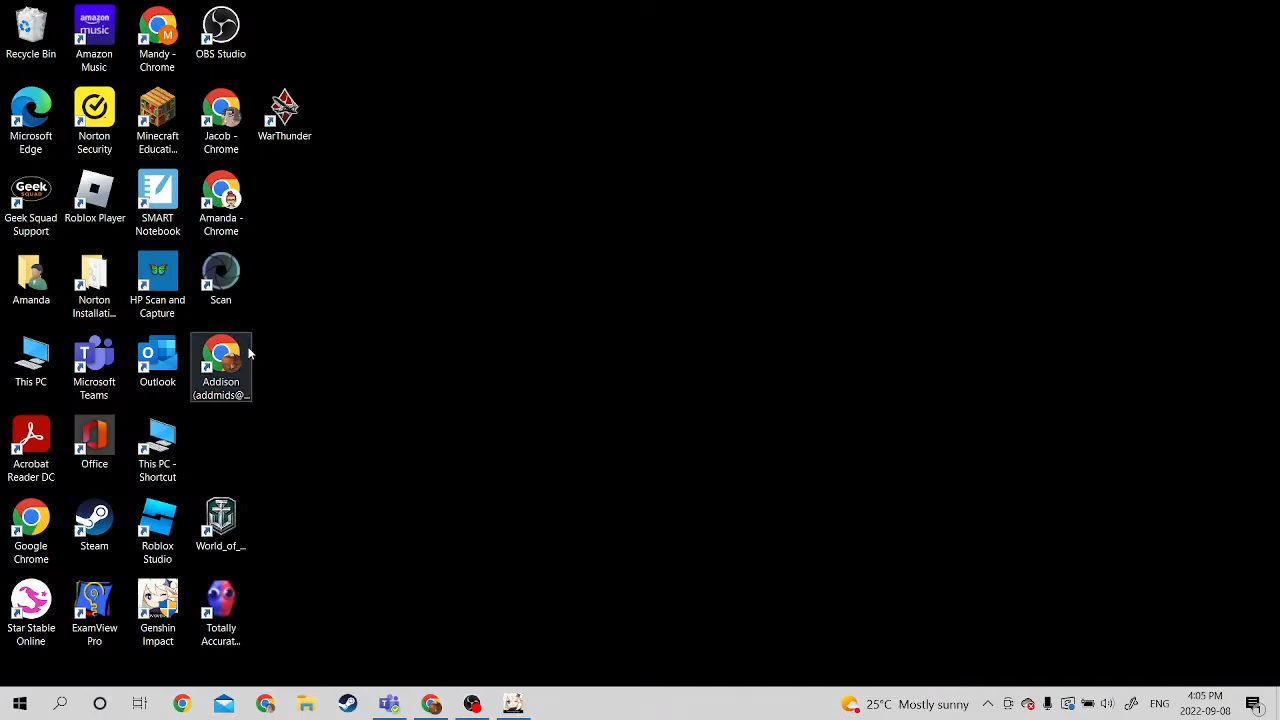 Recycle Bin
amazon
music
Amazon
Music
M
Mandy -
Chrome
OBS Studio
Microsoft
Edge
Norton
Security
Minecraft
Educati...
Jacob -
Chrome
WarThunder
Geek
SQUAD
Geek Squad
Support
Roblox Player
SMART
Notebook
Amanda -
Chrome
Amanda
Norton
Installati...
HP Scan and
Capture
Scan
This PC
T
Microsoft
Teams
O
Outlook
Addison
(addmids@...
Acrobat
Reader DC
Office
This PC -
Shortcut
Google
Chrome
Steam
Roblox
Studio
World_of_...
Star Stable
Online
ExamView
Pro
Genshin
Impact
Totally
Accurat...
25°C Mostly sunny
ENG
4:05 PM
2022-09-08
1